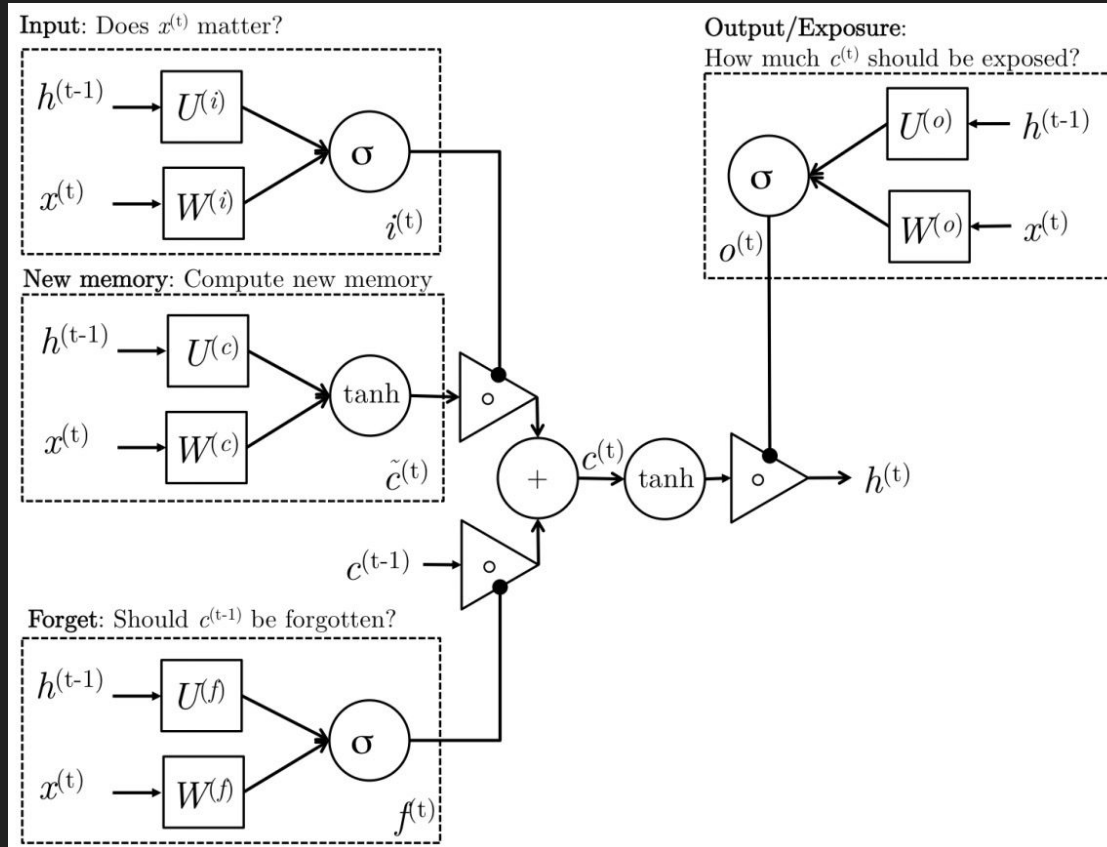 Input: Does x⁽ᵗ⁾ matter?
h⁽ᵗ⁻¹⁾
U⁽ⁱ⁾
x⁽ᵗ⁾
W⁽ⁱ⁾
σ
i⁽ᵗ⁾
New memory: Compute new memory
h⁽ᵗ⁻¹⁾
U⁽ᶜ⁾
x⁽ᵗ⁾
W⁽ᶜ⁾
tanh
c̃⁽ᵗ⁾
c⁽ᵗ⁻¹⁾
Forget: Should c⁽ᵗ⁻¹⁾ be forgotten?
h⁽ᵗ⁻¹⁾
U⁽ᶠ⁾
x⁽ᵗ⁾
W⁽ᶠ⁾
σ
f⁽ᵗ⁾
∘
∘
+
c⁽ᵗ⁾
tanh
∘
h⁽ᵗ⁾
Output/Exposure:
How much c⁽ᵗ⁾ should be exposed?
σ
U⁽ᵒ⁾
h⁽ᵗ⁻¹⁾
W⁽ᵒ⁾
x⁽ᵗ⁾
o⁽ᵗ⁾